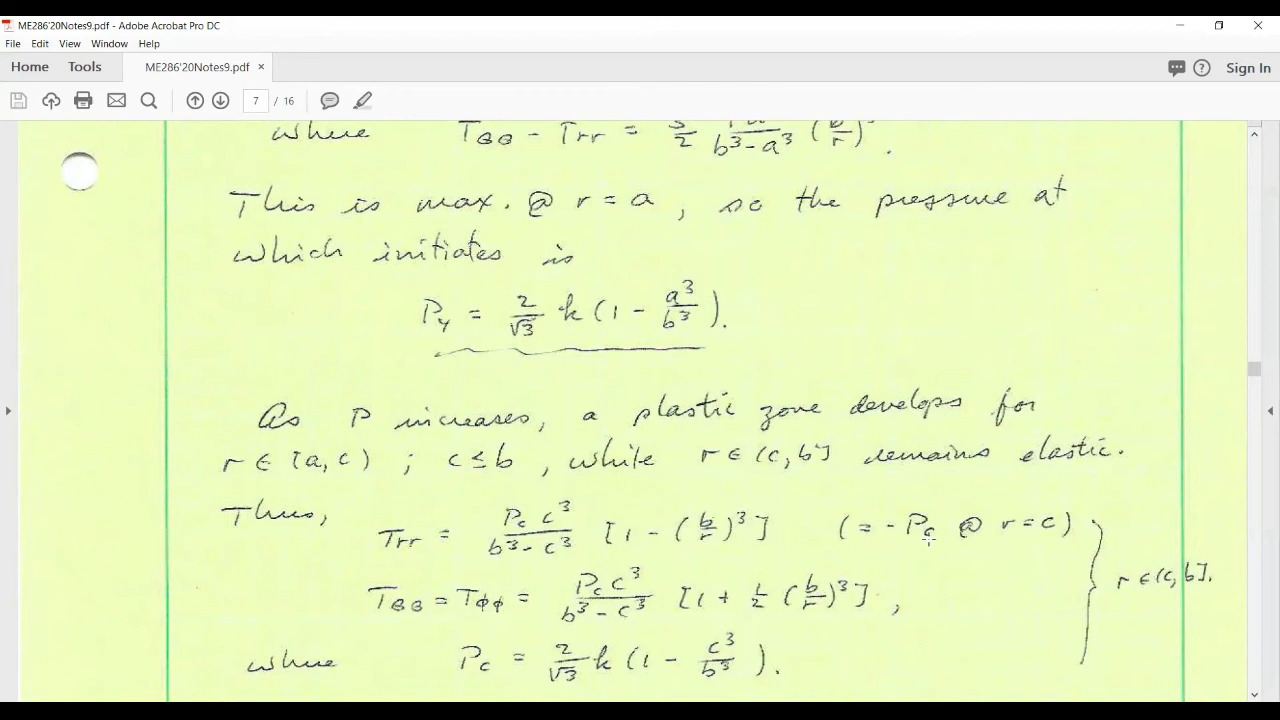 ME286'20Notes9.pdf - Adobe Acrobat Pro DC
File Edit View Window Help
Home Tools ME286'20Notes9.pdf × Sign In
7 / 16
where Tθθ - Trr = 3/2 Pa³/(b³-a³) (b/r)³.
This is max. @ r = a, so the pressure at
which initiates is
Py = 2/√3 k (1 - a³/b³).
As P increases, a plastic zone develops for
r ∈ [a, c) ; c ≤ b, while r ∈ (c, b] remains elastic.
Thus, Trr = Pc c³/(b³-c³) [1 - (b/r)³] (= -Pc @ r = c)
Tθθ = Tφφ = Pc c³/(b³-c³) [1 + 1/2 (b/r)³], r ∈ (c, b].
where Pc = 2/√3 k (1 - c³/b³).